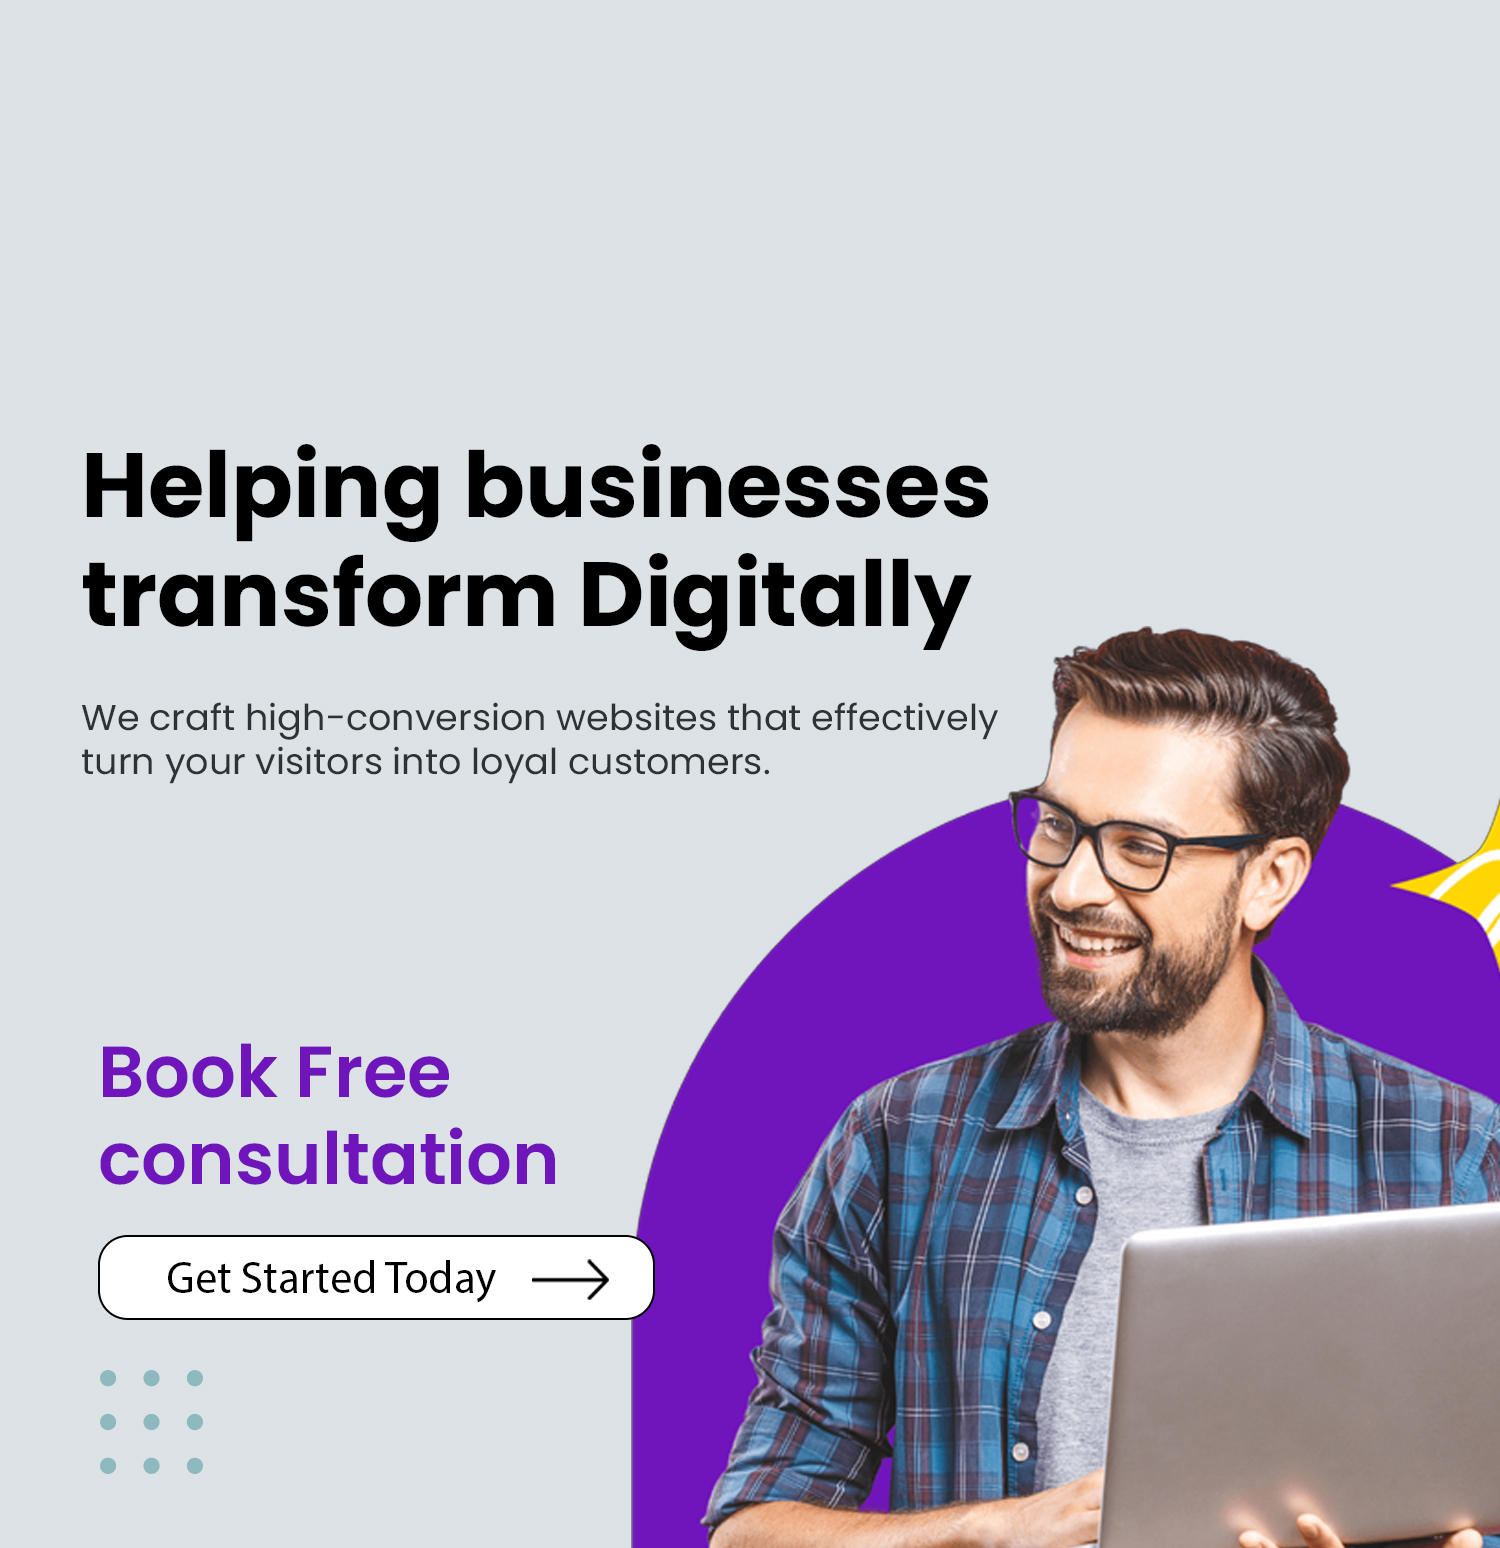 Helping businesses
transform Digitally
We craft high-conversion websites that effectively
turn your visitors into loyal customers.
Book Free
consultation
Get Started Today